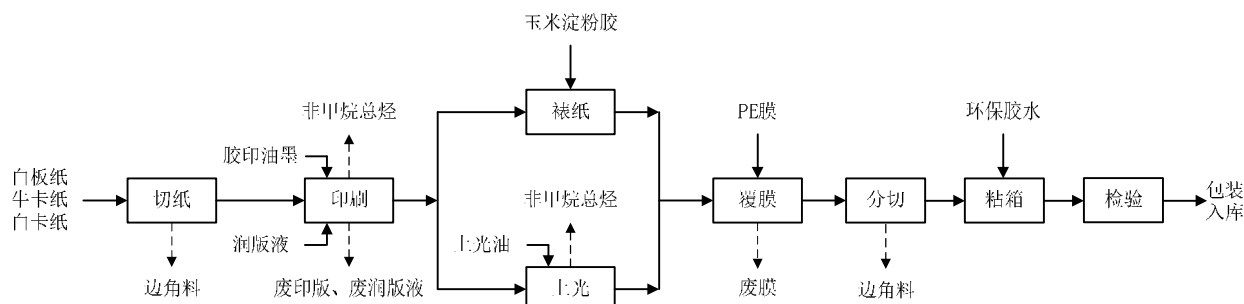 玉米淀粉胶
非甲烷总烃
裱纸
PE膜
环保胶水
胶印油墨
白板纸
牛卡纸
白卡纸
切纸
印刷
非甲烷总烃
覆膜
分切
粘箱
检验
包装
入库
润版液
上光油
边角料
废印版、废润版液
上光
废膜
边角料